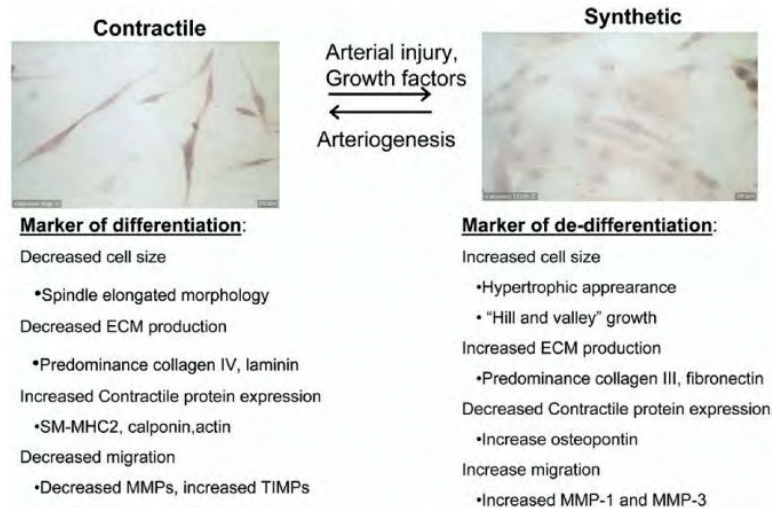 Contractile
Synthetic
Arterial injury,
Growth factors
Arteriogenesis
Marker of differentiation:
Decreased cell size
•Spindle elongated morphology
Decreased ECM production
•Predominance collagen IV, laminin
Increased Contractile protein expression
•SM-MHC2, calponin,actin
Decreased migration
•Decreased MMPs, increased TIMPs
Marker of de-differentiation:
Increased cell size
•Hypertrophic apprearance
• "Hill and valley" growth
Increased ECM production
•Predominance collagen III, fibronectin
Decreased Contractile protein expression
•Increase osteopontin
Increase migration
•Increased MMP-1 and MMP-3